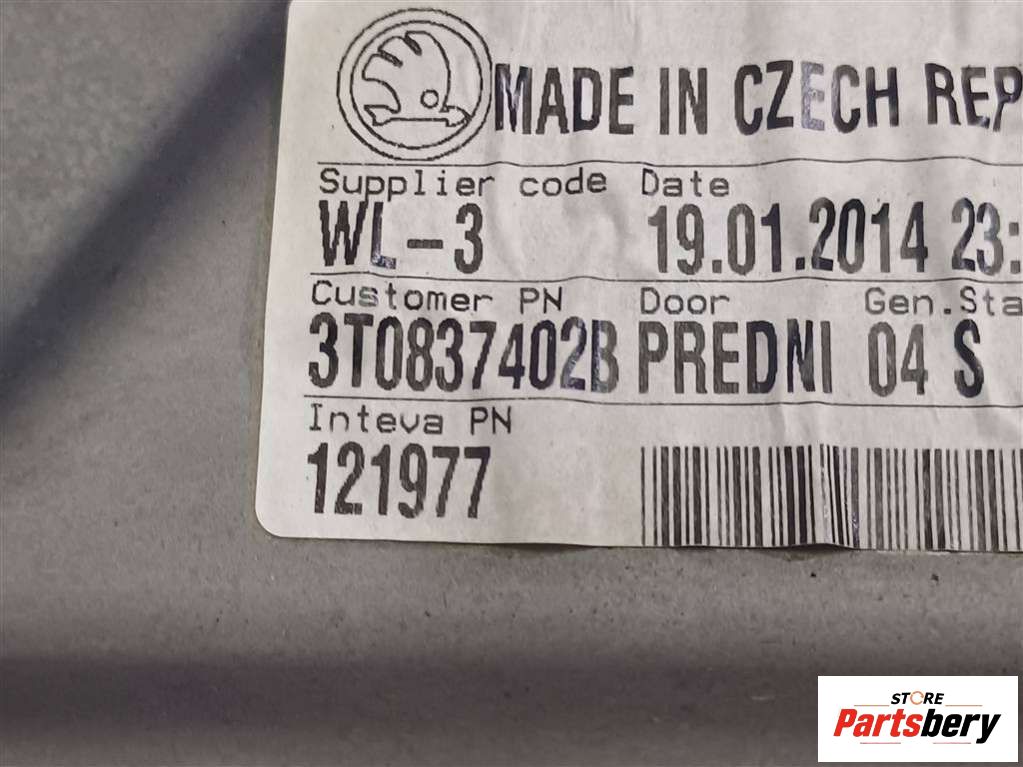 MADE IN CZECH REP
Supplier code Date
WL-3 19.01.2014 23:
Customer PN Door Gen.Sta
3T0837402B PREDNI 04 S
Inteva PN
121977
STORE
Partsbery